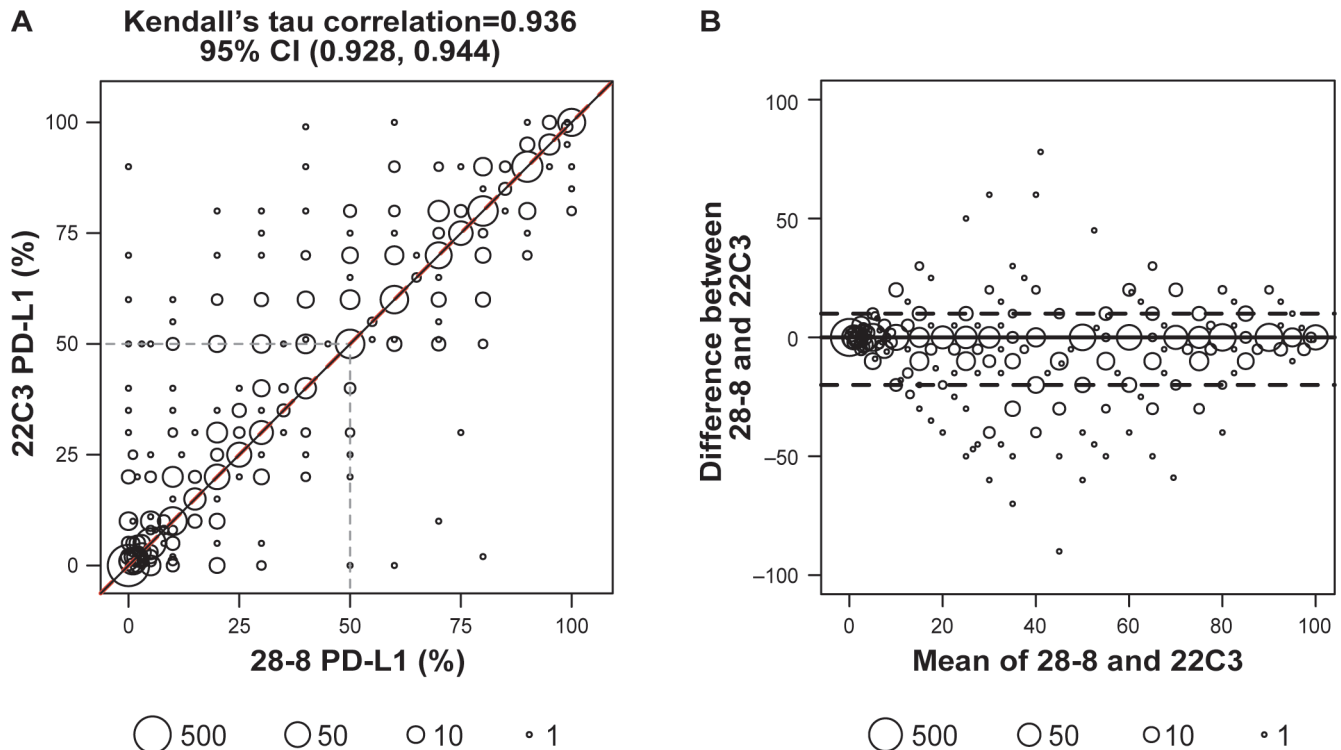 A
Kendall's tau correlation=0.936
95% CI (0.928, 0.944)
22C3 PD-L1 (%)
100
75
50
25
0
0 25 50 75 100
28-8 PD-L1 (%)
500 50 10 1
B
Difference between
28-8 and 22C3
100
50
0
–50
–100
0 20 40 60 80 100
Mean of 28-8 and 22C3
500 50 10 1